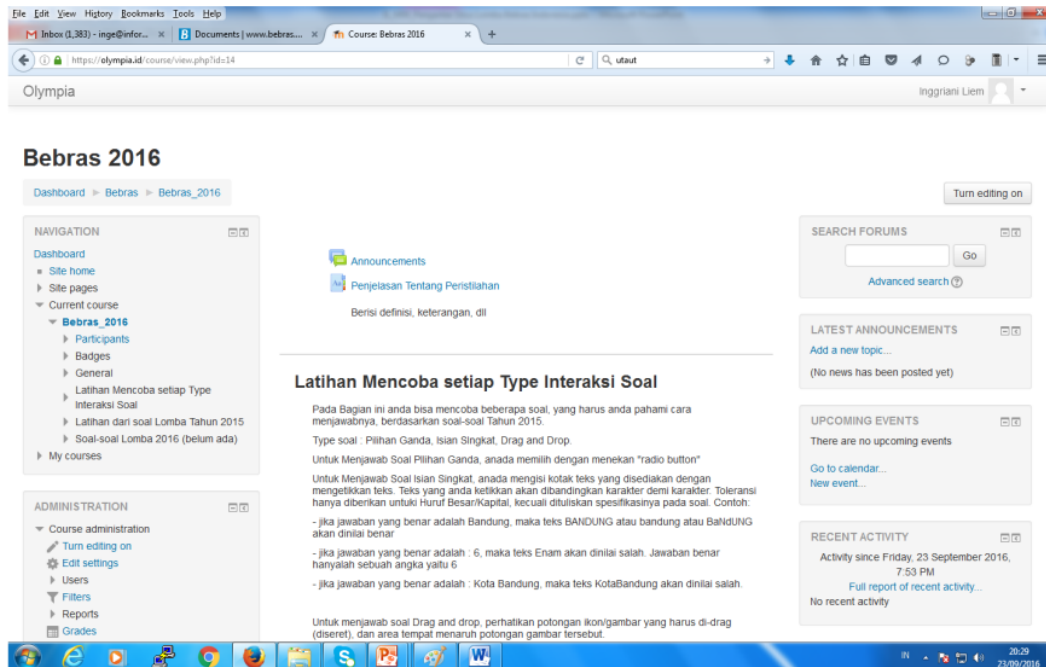 File Edit View History Bookmarks Tools Help
Inbox (1,383) - inge@infor... × Documents | www.bebras.... × Course: Bebras 2016 × +
https://olympia.id/course/view.php?id=14
utaut
Olympia
Inggriani Liem
Bebras 2016
Dashboard Bebras Bebras_2016
Turn editing on
NAVIGATION
Dashboard
Site home
Site pages
Current course
Bebras_2016
Participants
Badges
General
Latihan Mencoba setiap Type
Interaksi Soal
Latihan dari soal Lomba Tahun 2015
Soal-soal Lomba 2016 (belum ada)
My courses
ADMINISTRATION
Course administration
Turn editing on
Edit settings
Users
Filters
Reports
Grades
Announcements
Penjelasan Tentang Peristilahan
Berisi definisi, keterangan, dll
Latihan Mencoba setiap Type Interaksi Soal
Pada Bagian ini anda bisa mencoba beberapa soal, yang harus anda pahami cara
menjawabnya, berdasarkan soal-soal Tahun 2015.
Type soal : Pilihan Ganda, Isian Singkat, Drag and Drop.
Untuk Menjawab Soal PIlihan Ganda, anada memilih dengan menekan "radio button"
Untuk Menjawab Soal Isian Singkat, anada mengisi kotak teks yang disediakan dengan
mengetikkan teks. Teks yang anda ketikkan akan dibandingkan karakter demi karakter. Toleransi
hanya diberikan untuki Huruf Besar/Kapital, kecuali dituliskan spesifikasinya pada soal. Contoh:
- jika jawaban yang benar adalah Bandung, maka teks BANDUNG atau bandung atau BaNdUNG
akan dinilai benar
- jika jawaban yang benar adalah : 6, maka teks Enam akan dinilai salah. Jawaban benar
hanyalah sebuah angka yaitu 6
- jika jawaban yang benar adalah : Kota Bandung, maka teks KotaBandung akan dinilai salah.
Untuk menjawab soal Drag and drop, perhatikan potongan ikon/gambar yang harus di-drag
(diseret), dan area tempat menaruh potongan gambar tersebut.
SEARCH FORUMS
Go
Advanced search
LATEST ANNOUNCEMENTS
Add a new topic...
(No news has been posted yet)
UPCOMING EVENTS
There are no upcoming events
Go to calendar...
New event...
RECENT ACTIVITY
Activity since Friday, 23 September 2016,
7:53 PM
Full report of recent activity...
No recent activity
IN
20:29
23/09/2016